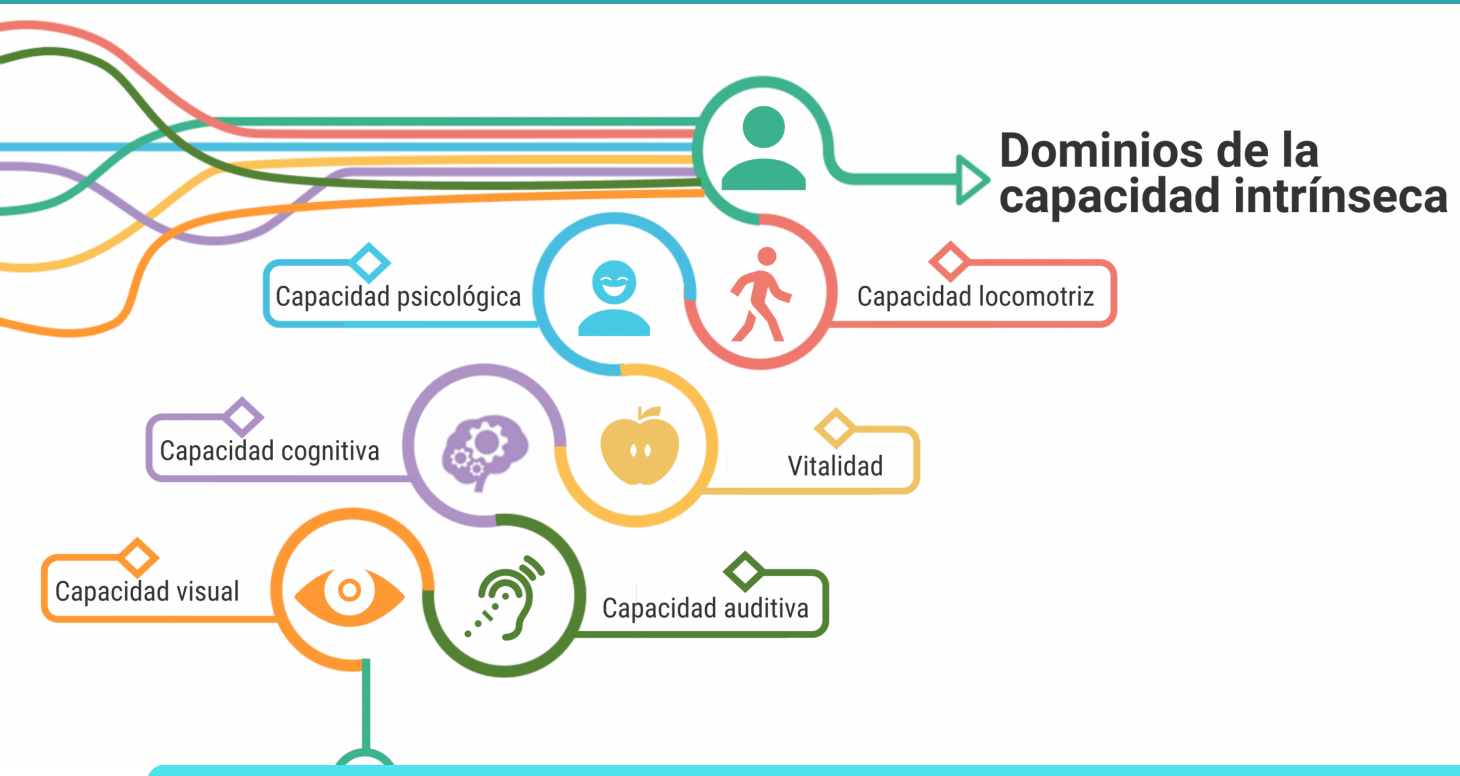 Dominios de la
capacidad intrínseca
Capacidad psicológica
Capacidad locomotriz
Capacidad cognitiva
Vitalidad
Capacidad visual
Capacidad auditiva